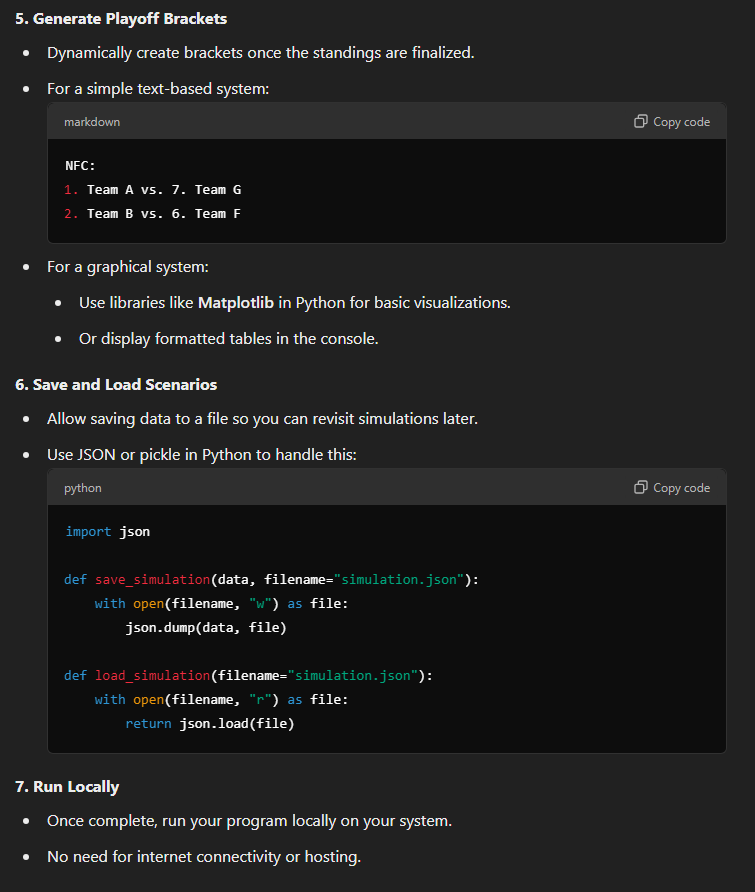 5. Generate Playoff Brackets
• Dynamically create brackets once the standings are finalized.
• For a simple text-based system:
markdown
Copy code
NFC:
1. Team A vs. 7. Team G
2. Team B vs. 6. Team F
• For a graphical system:
• Use libraries like Matplotlib in Python for basic visualizations.
• Or display formatted tables in the console.
6. Save and Load Scenarios
• Allow saving data to a file so you can revisit simulations later.
• Use JSON or pickle in Python to handle this:
python
Copy code
import json

def save_simulation(data, filename="simulation.json"):
    with open(filename, "w") as file:
        json.dump(data, file)

def load_simulation(filename="simulation.json"):
    with open(filename, "r") as file:
        return json.load(file)
7. Run Locally
• Once complete, run your program locally on your system.
• No need for internet connectivity or hosting.